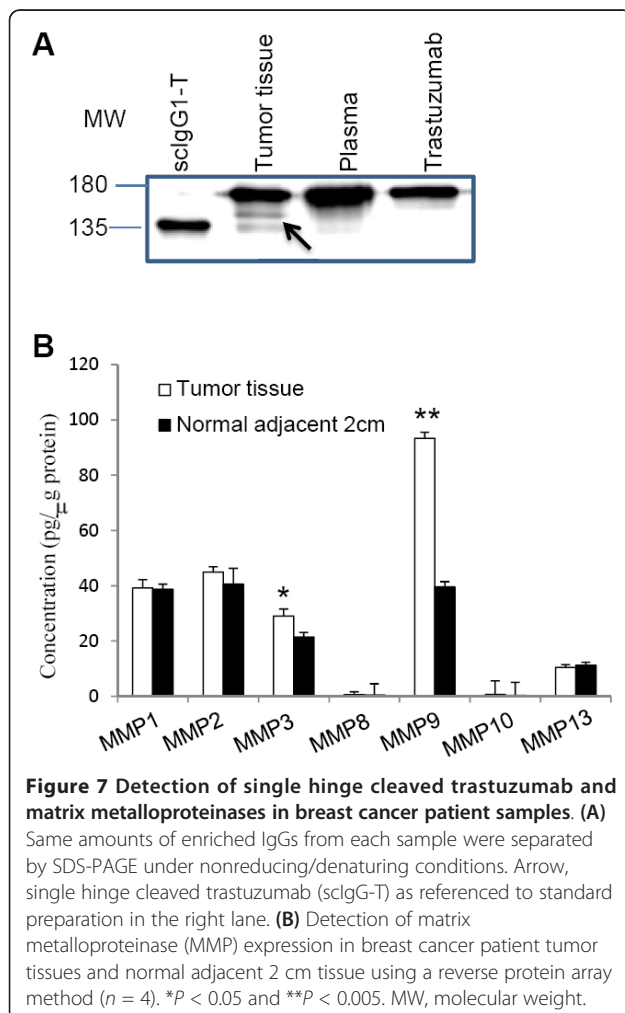 A
MW
scIgG1-T
Tumor tissue
Plasma
Trastuzumab
180
135
B
Concentration (pg/μg protein)
120
100
80
60
40
20
0
Tumor tissue
Normal adjacent 2cm
*
**
MMP1
MMP2
MMP3
MMP8
MMP9
MMP10
MMP13
Figure 7 Detection of single hinge cleaved trastuzumab and
matrix metalloproteinases in breast cancer patient samples. (A)
Same amounts of enriched IgGs from each sample were separated
by SDS-PAGE under nonreducing/denaturing conditions. Arrow,
single hinge cleaved trastuzumab (scIgG-T) as referenced to standard
preparation in the right lane. (B) Detection of matrix
metalloproteinase (MMP) expression in breast cancer patient tumor
tissues and normal adjacent 2 cm tissue using a reverse protein array
method (n = 4). *P < 0.05 and **P < 0.005. MW, molecular weight.